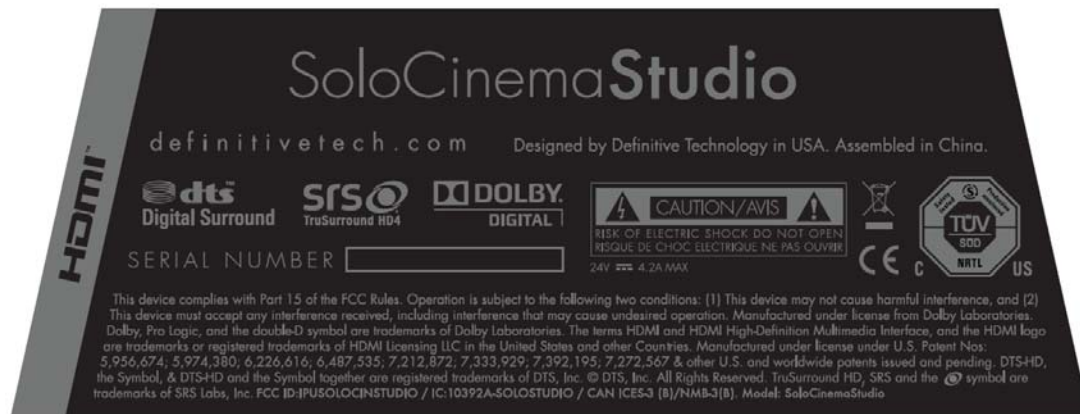 SoloCinemaStudio
HDMI™
definitivetech.com
Designed by Definitive Technology in USA. Assembled in China.
dts™
Digital Surround
SRS
TruSurround HD4
DOLBY.
DIGITAL
CAUTION/AVIS
RISK OF ELECTRIC SHOCK DO NOT OPEN
RISQUE DE CHOC ELECTRIQUE NE PAS OUVRIR
24V ⎓ 4.2A MAX
CE
C
TÜV
SÜD
NRTL
US
SERIAL NUMBER
This device complies with Part 15 of the FCC Rules. Operation is subject to the following two conditions: (1) This device may not cause harmful interference, and (2)
This device must accept any interference received, including interference that may cause undesired operation. Manufactured under license from Dolby Laboratories.
Dolby, Pro Logic, and the double-D symbol are trademarks of Dolby Laboratories. The terms HDMI and HDMI High-Definition Multimedia Interface, and the HDMI logo
are trademarks or registered trademarks of HDMI Licensing LLC in the United States and other Countries. Manufactured under license under U.S. Patent Nos:
5,956,674; 5,974,380; 6,226,616; 6,487,535; 7,212,872; 7,333,929; 7,392,195; 7,272,567 & other U.S. and worldwide patents issued and pending. DTS-HD,
the Symbol, & DTS-HD and the Symbol together are registered trademarks of DTS, Inc. © DTS, Inc. All Rights Reserved. TruSurround HD, SRS and the symbol are
trademarks of SRS Labs, Inc. FCC ID:IPUSOLOCINSTUDIO / IC:10392A-SOLOSTUDIO / CAN ICES-3 (B)/NMB-3(B). Model: SoloCinemaStudio